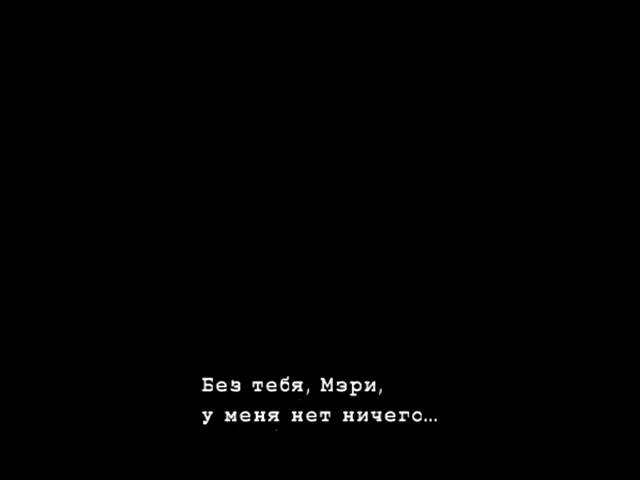 Без тебя, Мэри,
у меня нет ничего...